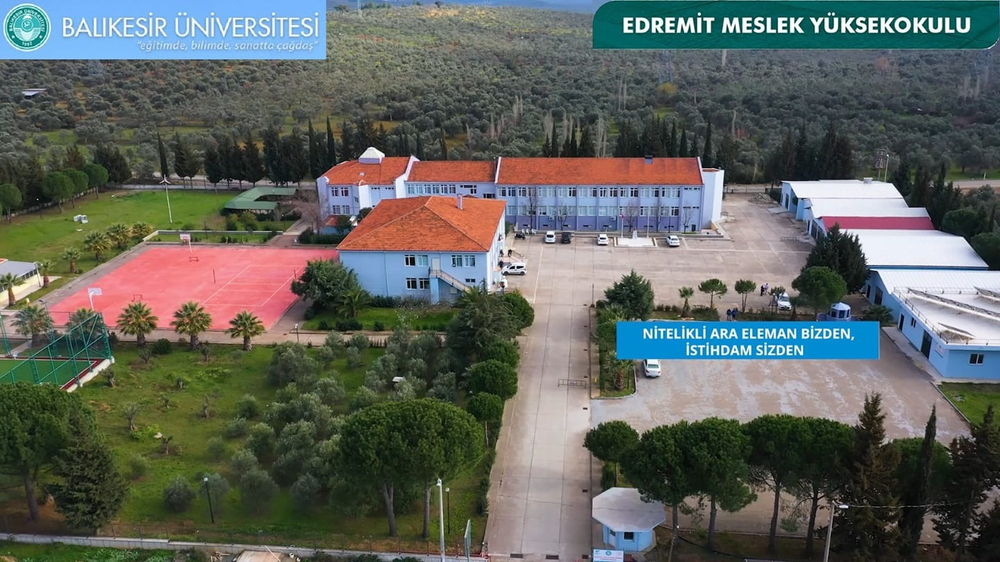 BALIKESİR ÜNİVERSİTESİ
"eğitimde, bilimde, sanatta çağdaş"
EDREMİT MESLEK YÜKSEKOKULU
NİTELİKLİ ARA ELEMAN BİZDEN,
İSTİHDAM SİZDEN